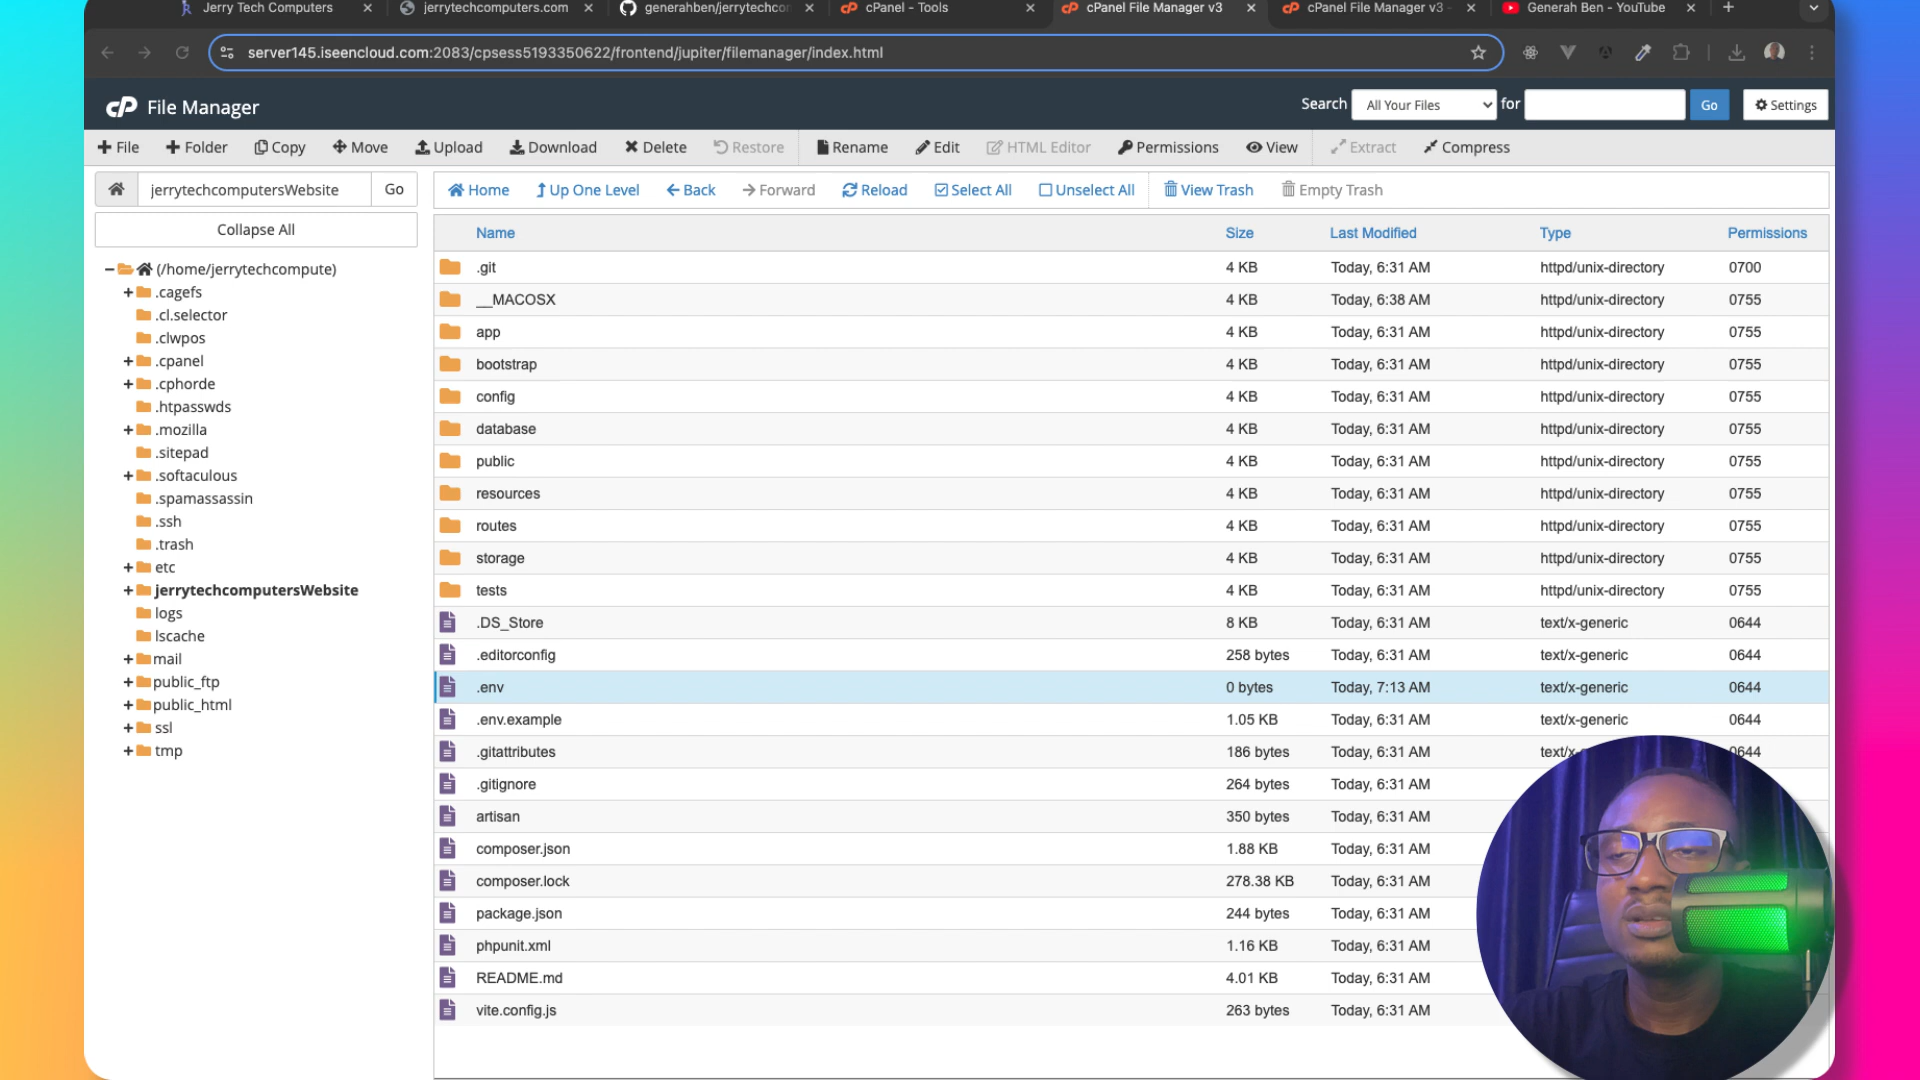 Jerry Tech Computers
jerrytechcomputers.com
generahben/jerrytechcon
cPanel - Tools
cPanel File Manager v3
cPanel File Manager v3 -
Generah Ben - YouTube
server145.iseencloud.com:2083/cpsess5193350622/frontend/jupiter/filemanager/index.html
cP File Manager
Search All Your Files for Go Settings
File Folder Copy Move Upload Download Delete Restore Rename Edit HTML Editor Permissions View Extract Compress
jerrytechcomputersWebsite Go
Home Up One Level Back Forward Reload Select All Unselect All View Trash Empty Trash
Collapse All
(/home/jerrytechcompute)
.cagefs
.cl.selector
.clwpos
.cpanel
.cphorde
.htpasswds
.mozilla
.sitepad
.softaculous
.spamassassin
.ssh
.trash
etc
jerrytechcomputersWebsite
logs
lscache
mail
public_ftp
public_html
ssl
tmp
Name Size Last Modified Type Permissions
.git 4 KB Today, 6:31 AM httpd/unix-directory 0700
__MACOSX 4 KB Today, 6:38 AM httpd/unix-directory 0755
app 4 KB Today, 6:31 AM httpd/unix-directory 0755
bootstrap 4 KB Today, 6:31 AM httpd/unix-directory 0755
config 4 KB Today, 6:31 AM httpd/unix-directory 0755
database 4 KB Today, 6:31 AM httpd/unix-directory 0755
public 4 KB Today, 6:31 AM httpd/unix-directory 0755
resources 4 KB Today, 6:31 AM httpd/unix-directory 0755
routes 4 KB Today, 6:31 AM httpd/unix-directory 0755
storage 4 KB Today, 6:31 AM httpd/unix-directory 0755
tests 4 KB Today, 6:31 AM httpd/unix-directory 0755
.DS_Store 8 KB Today, 6:31 AM text/x-generic 0644
.editorconfig 258 bytes Today, 6:31 AM text/x-generic 0644
.env 0 bytes Today, 7:13 AM text/x-generic 0644
.env.example 1.05 KB Today, 6:31 AM text/x-generic 0644
.gitattributes 186 bytes Today, 6:31 AM text/x- 0644
.gitignore 264 bytes Today, 6:31 AM
artisan 350 bytes Today, 6:31 AM
composer.json 1.88 KB Today, 6:31 AM
composer.lock 278.38 KB Today, 6:31 AM
package.json 244 bytes Today, 6:31 AM
phpunit.xml 1.16 KB Today, 6:31 AM
README.md 4.01 KB Today, 6:31 AM
vite.config.js 263 bytes Today, 6:31 AM